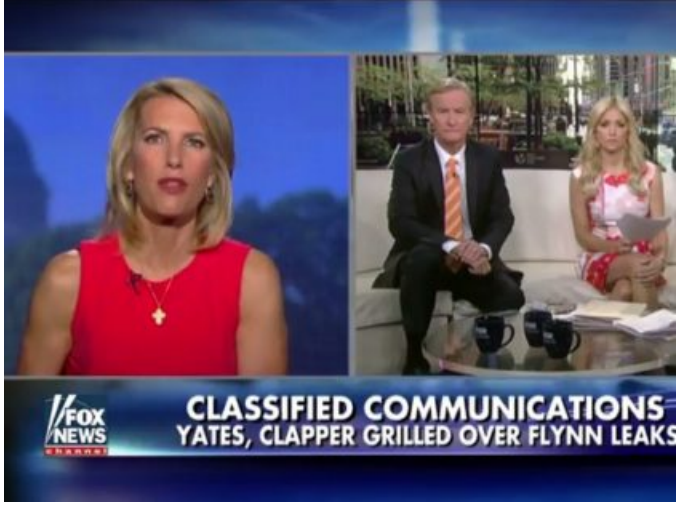 CLASSIFIED COMMUNICATIONS
YATES, CLAPPER GRILLED OVER FLYNN LEAKS
FOX
NEWS
channel